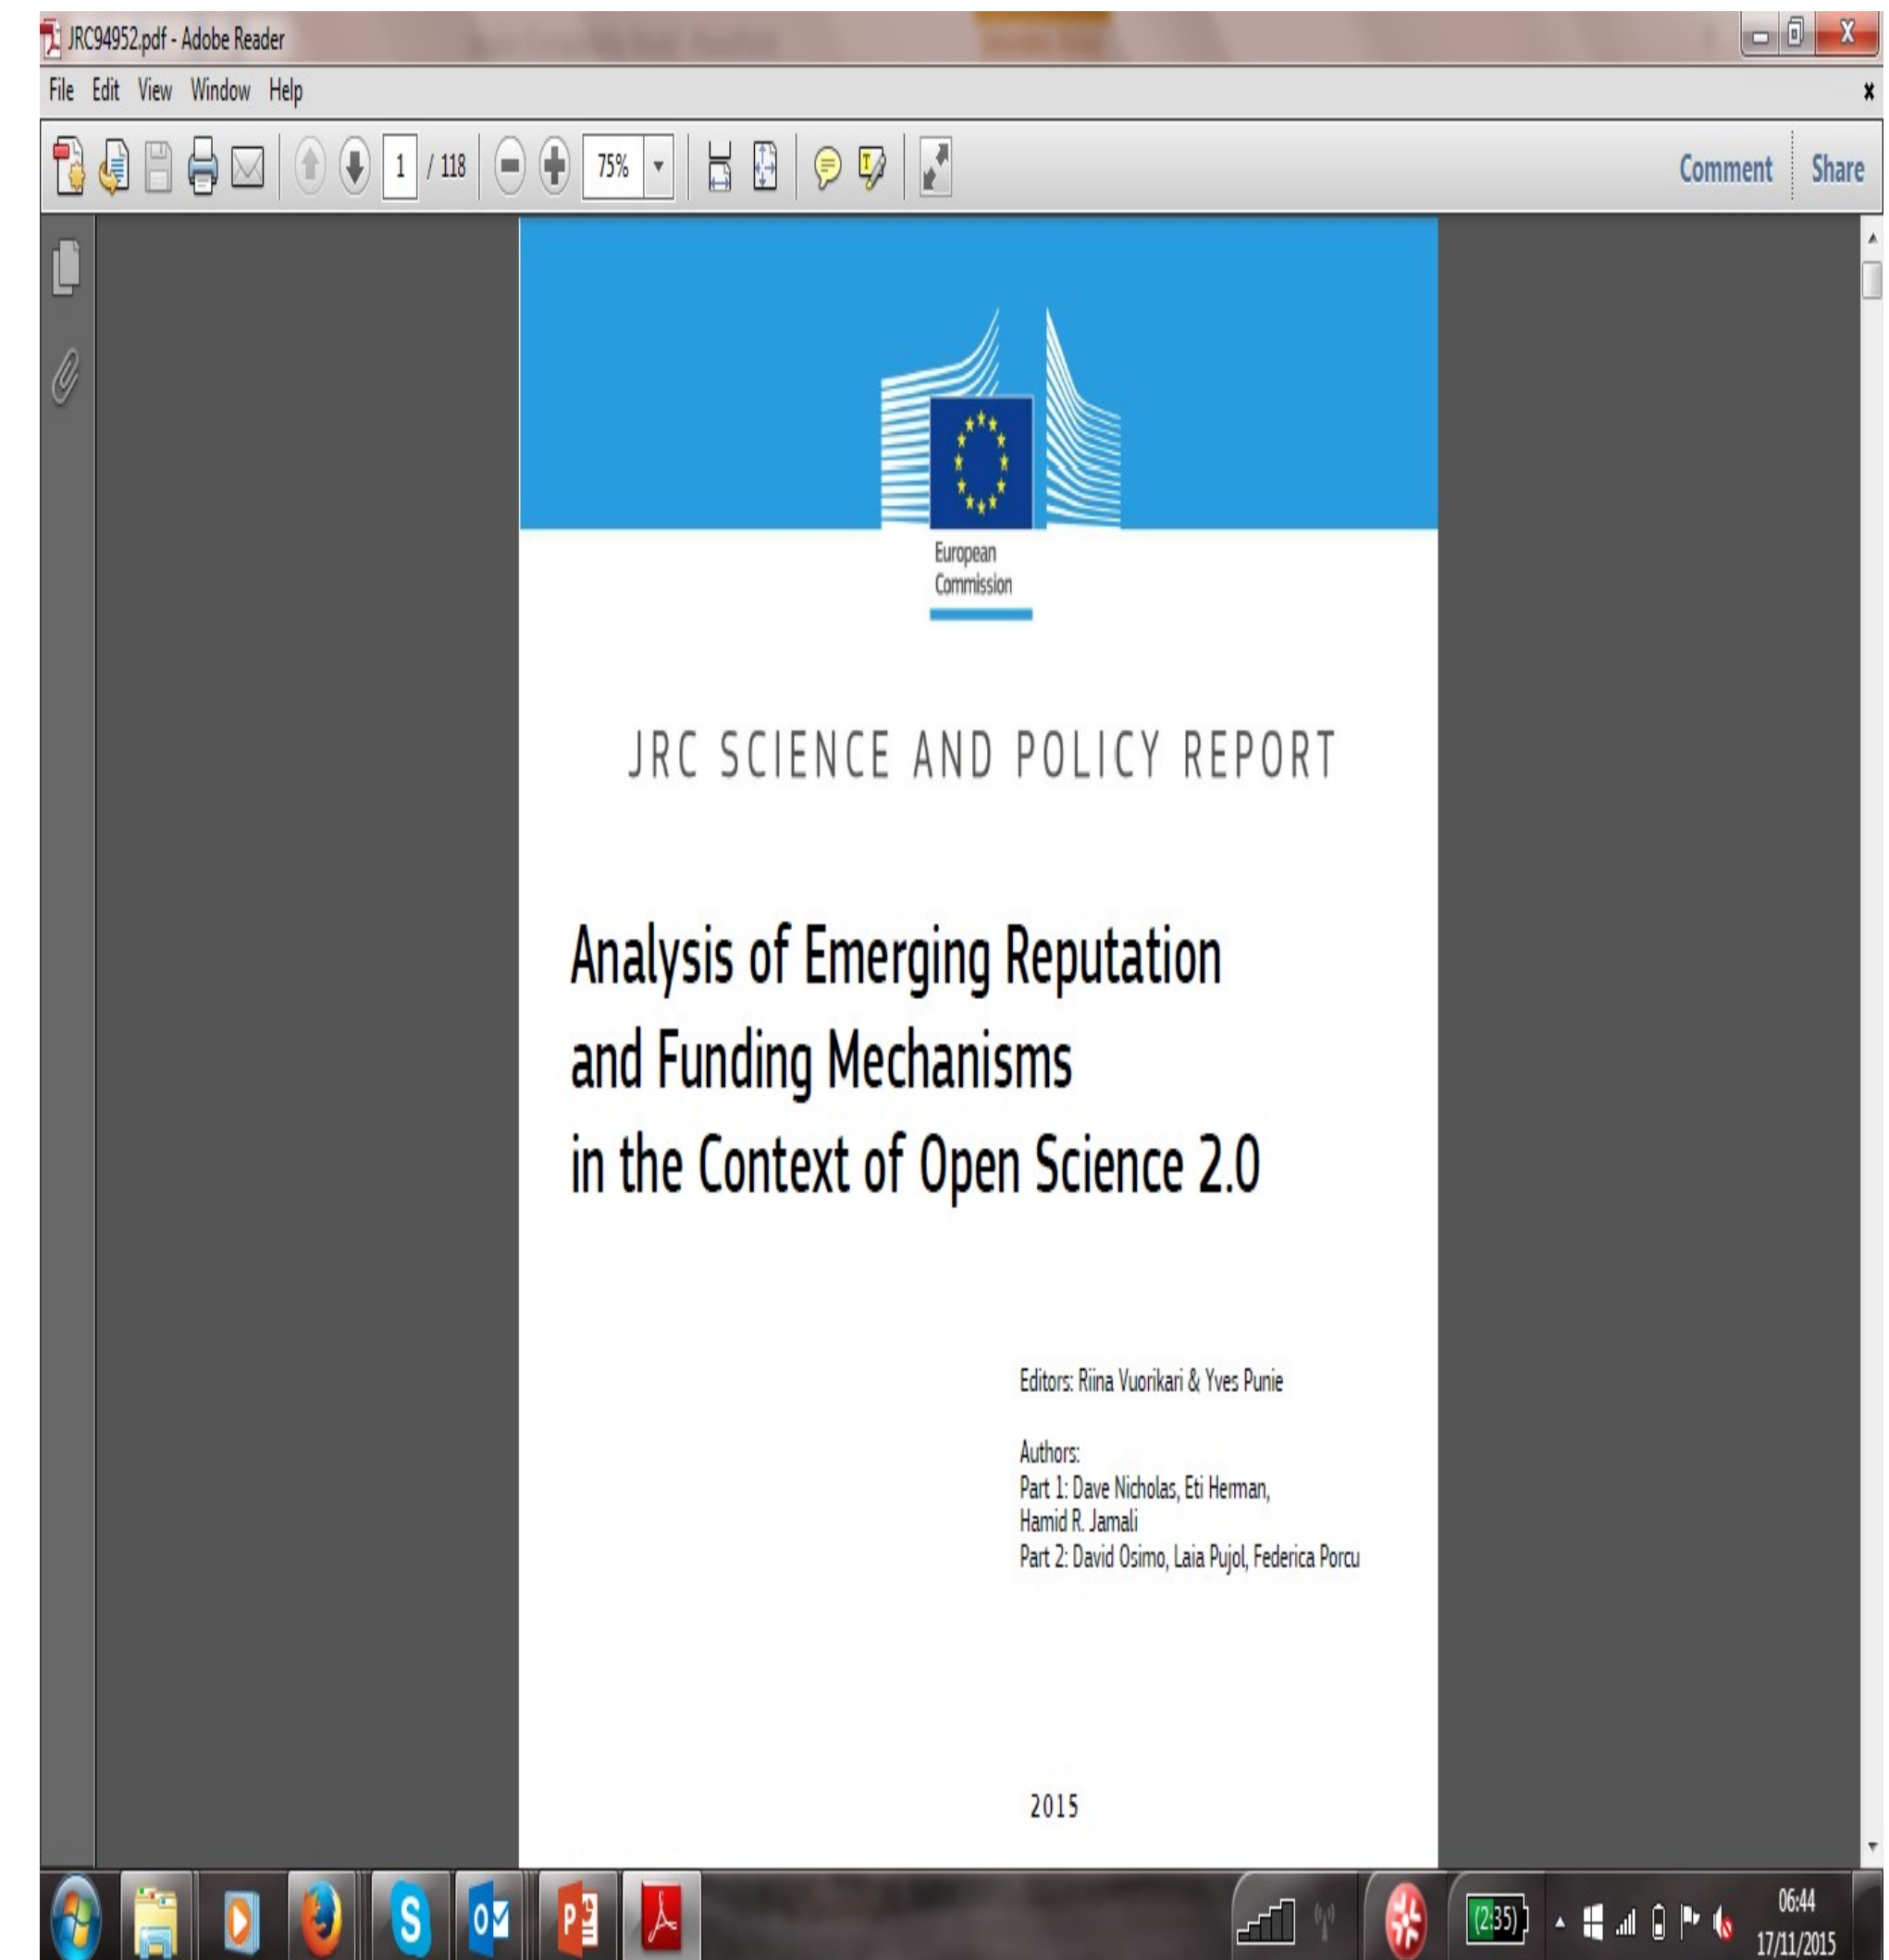 JRC94952.pdf - Adobe Reader
File Edit View Window Help
1 / 118 75% Comment Share
European
Commission
JRC SCIENCE AND POLICY REPORT
Analysis of Emerging Reputation
and Funding Mechanisms
in the Context of Open Science 2.0
Editors: Riina Vuorikari & Yves Punie
Authors:
Part 1: Dave Nicholas, Eti Herman,
Hamid R. Jamali
Part 2: David Osimo, Laia Pujol, Federica Porcu
2015
(2:35)
06:44
17/11/2015